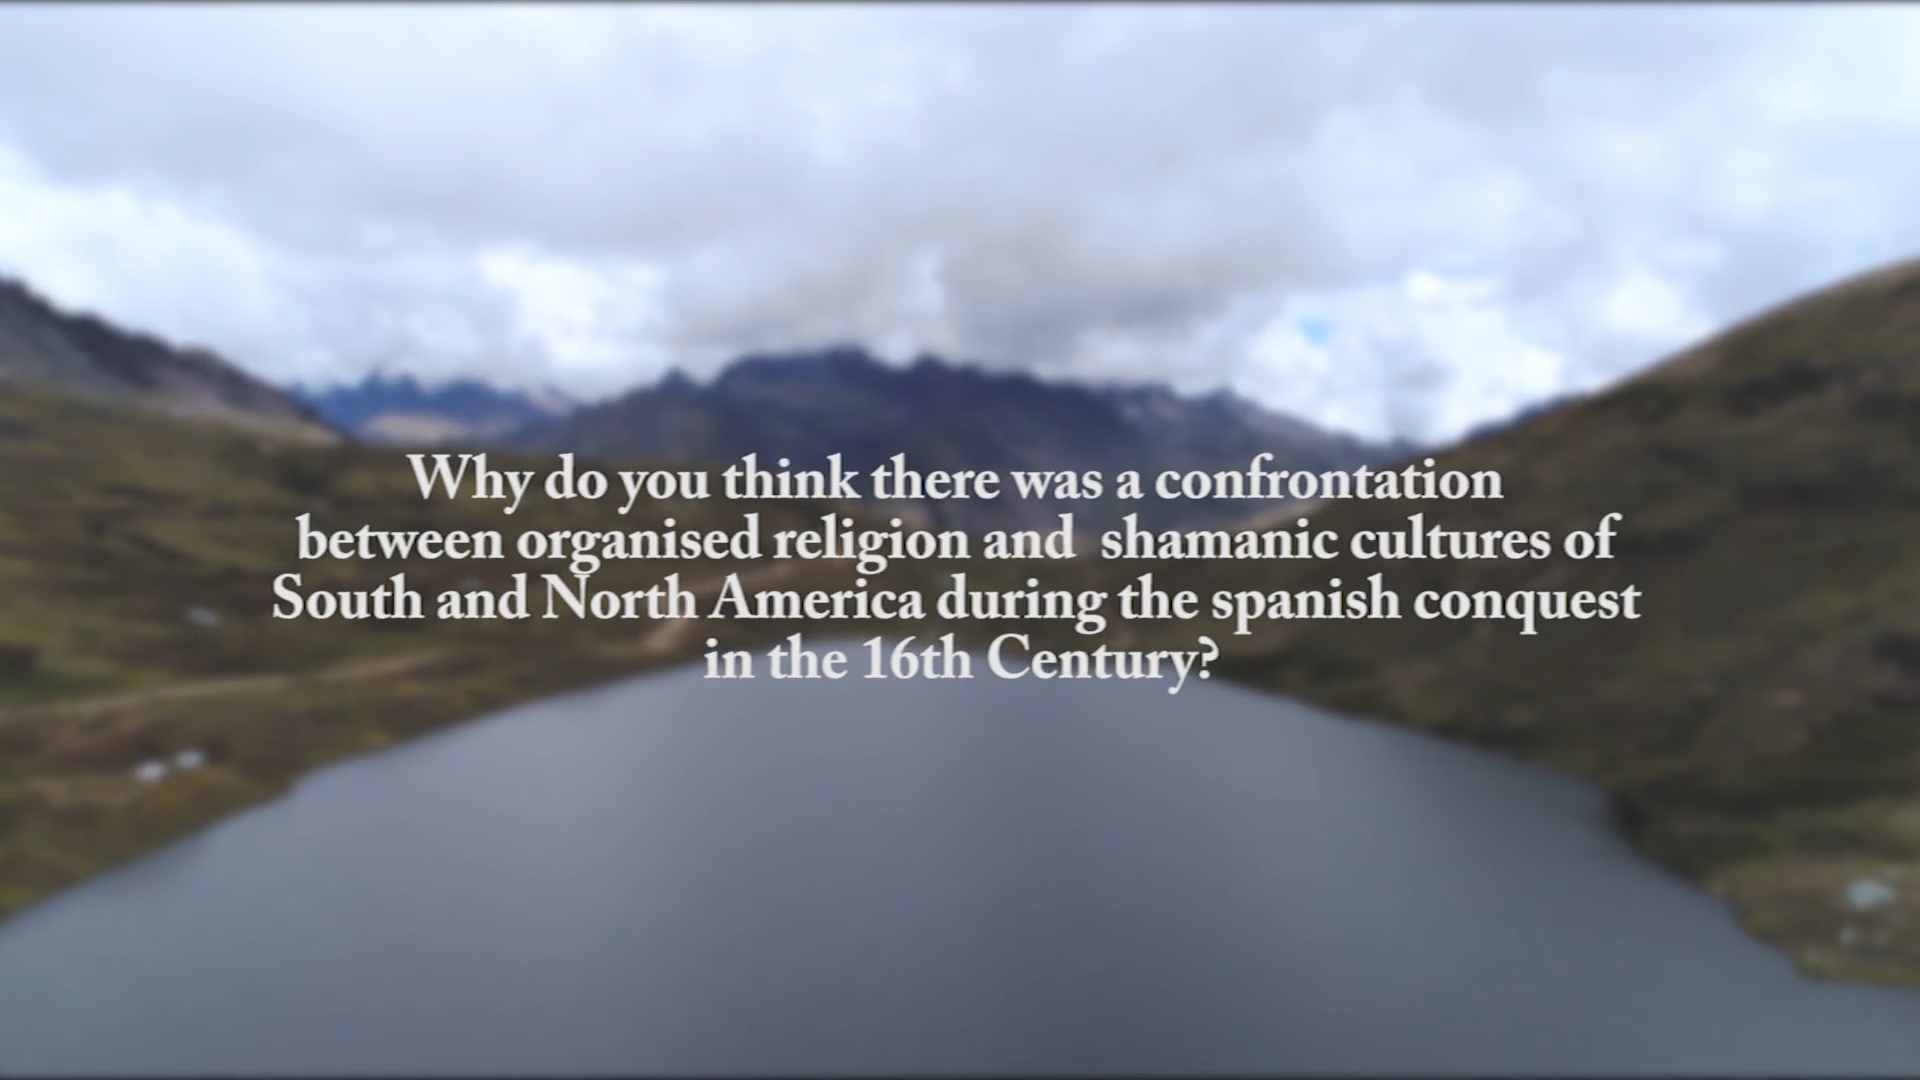 Why do you think there was a confrontation
between organised religion and shamanic cultures of
South and North America during the spanish conquest
in the 16th Century?